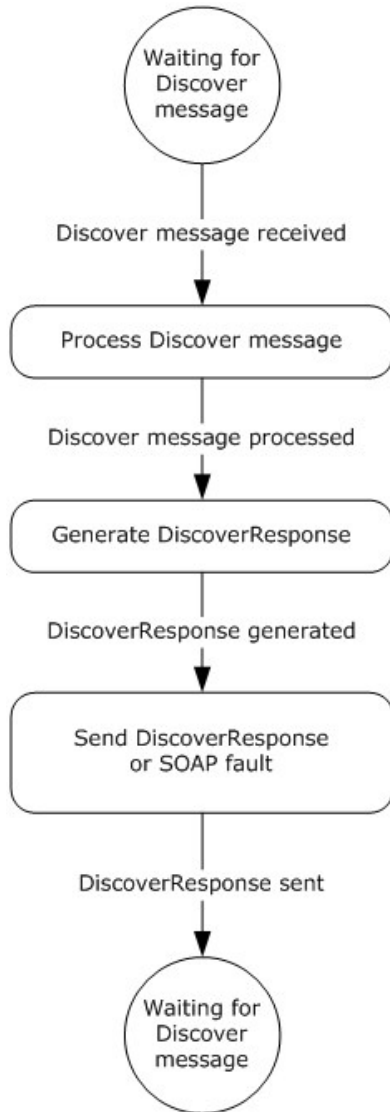 Waiting for
Discover
message
Discover message received
Process Discover message
Discover message processed
Generate DiscoverResponse
DiscoverResponse generated
Send DiscoverResponse
or SOAP fault
DiscoverResponse sent
Waiting for
Discover
message